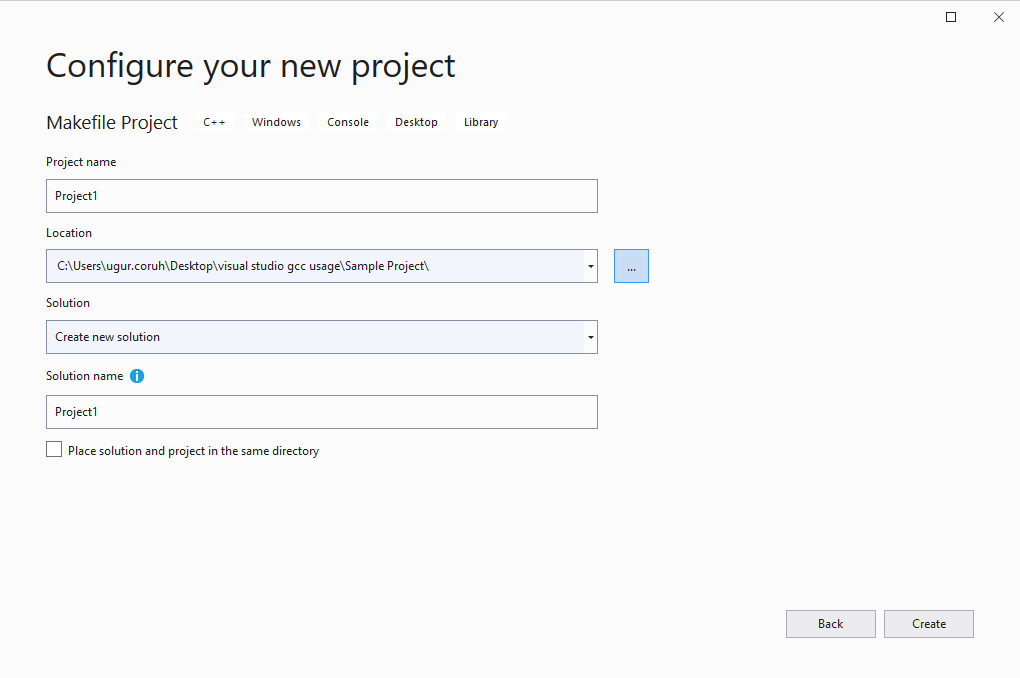 Configure your new project
Makefile Project C++ Windows Console Desktop Library
Project name
Project1
Location
C:\Users\ugur.coruh\Desktop\visual studio gcc usage\Sample Project\
...
Solution
Create new solution
Solution name
Project1
Place solution and project in the same directory
Back Create